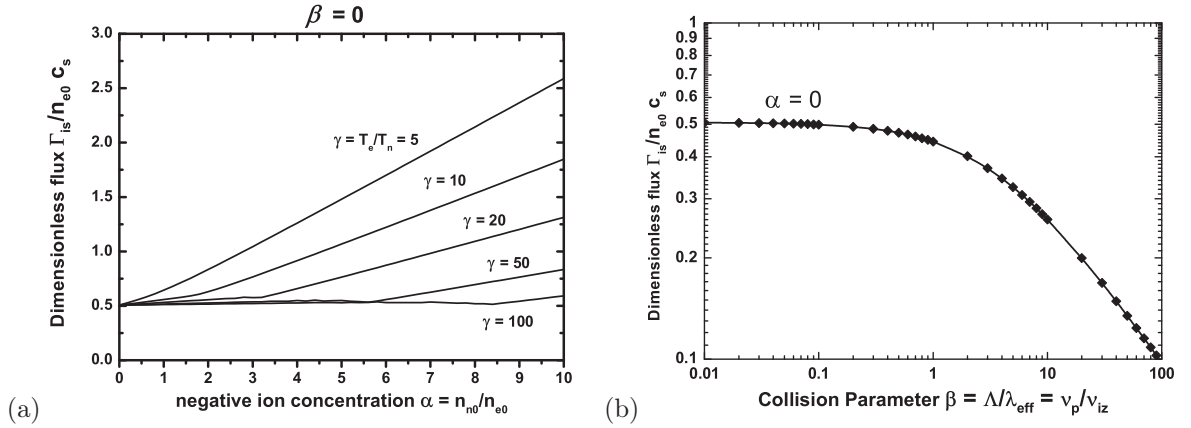 β = 0
3.0
2.5
2.0
1.5
1.0
0.5
0.0
Dimensionless flux Γis/ne0 cs
γ = Te/Tn = 5
γ = 10
γ = 20
γ = 50
γ = 100
0 1 2 3 4 5 6 7 8 9 10
negative ion concentration α = nn0/ne0
(a)
1
0.9
0.8
0.7
0.6
0.5
0.4
0.3
0.2
0.1
Dimensionless flux Γis/ne0 cs
α = 0
0.01 0.1 1 10 100
Collision Parameter β = Λ/λeff = νp/νiz
(b)